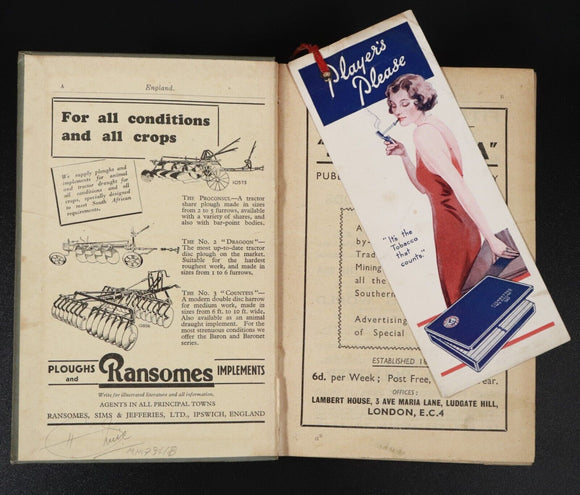 A England.
For all conditions
and all crops
We supply ploughs and
implements for animal
and tractor draught for
all conditions and all
crops, specially designed
to meet South African
requirements.
10575
THE PROCONSUL—A tractor
share plough made in sizes
from 2 to 5 furrows, available
with a variety of shares, and
also with bar-point bodies.
THE NO. 2 "DRAGOON"—
The most up-to-date tractor
disc plough on the market.
Suitable for the hardest
roughest work, and made in
sizes from 1 to 6 furrows.
THE NO. 3 "COUNTESS"—
A modern double disc harrow
for medium work, made in
sizes from 6 ft. to 10 ft. wide,
Also available as an animal
draught implement. For the
most strenuous conditions we
offer the Baron and Baronet
series.
PLOUGHS and Ransomes IMPLEMENTS
Write for illustrated literature and all information.
AGENTS IN ALL PRINCIPAL TOWNS
RANSOMES, SIMS & JEFFERIES, LTD., IPSWICH, ENGLAND
Player's
Please
"It's the
Tobacco
that
counts."
PUB
A
by-
Trad
Mining
all the
Southern
Advertising
of Special
ESTABLISHED
6d. per Week; Post Free, year.
OFFICES:
LAMBERT HOUSE, 3 AVE MARIA LANE, LUDGATE HILL,
LONDON, E.C.4